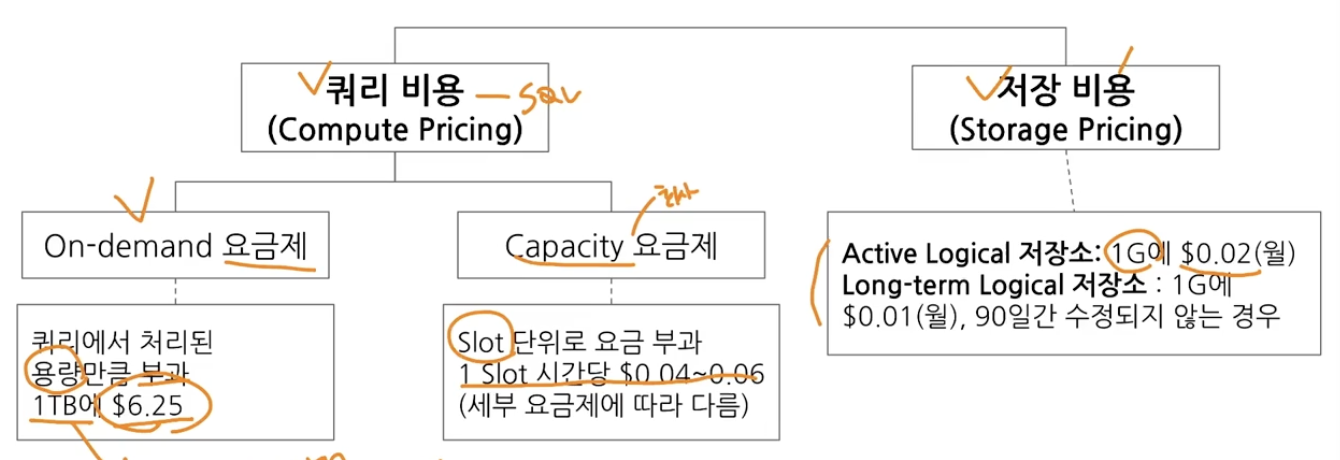 쿼리 비용 — SQL
(Compute Pricing)
저장 비용
(Storage Pricing)
On-demand 요금제
회사
Capacity 요금제
쿼리에서 처리된
용량만큼 부과
1TB에 $6.25
Slot 단위로 요금 부과
1 Slot 시간당 $0.04~0.06
(세부 요금제에 따라 다름)
Active Logical 저장소: 1G에 $0.02(월)
Long-term Logical 저장소 : 1G에
$0.01(월), 90일간 수정되지 않는 경우